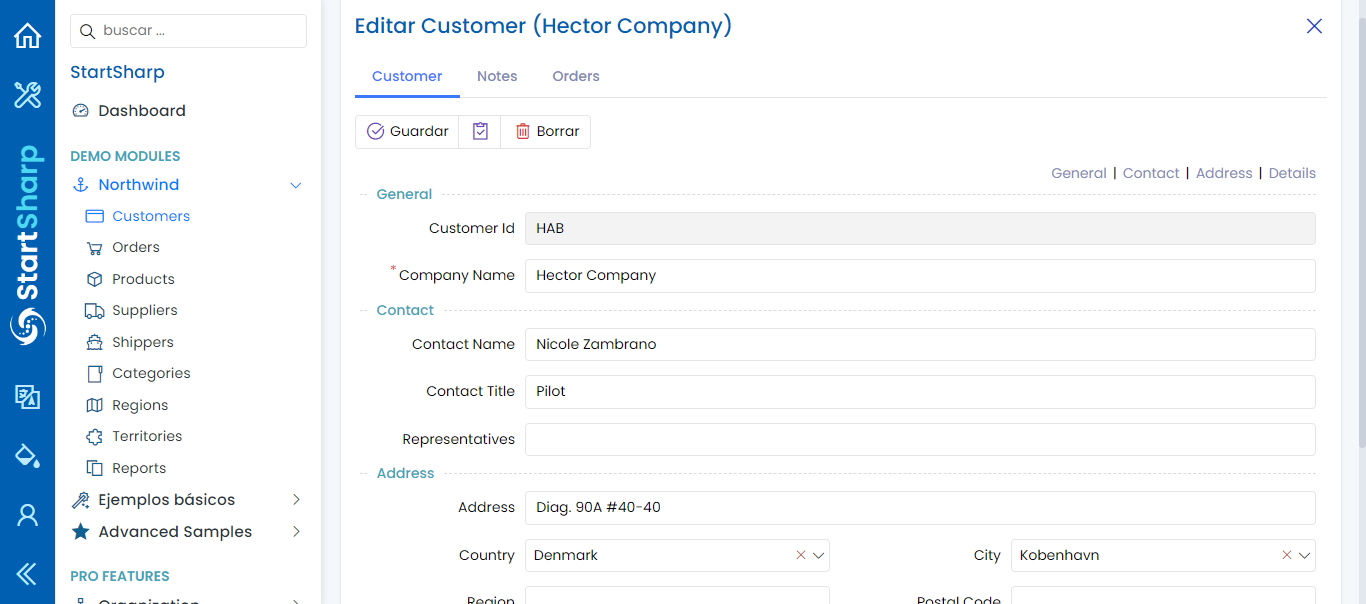 StartSharp
buscar ...
StartSharp
Dashboard
DEMO MODULES
Northwind
Customers
Orders
Products
Suppliers
Shippers
Categories
Regions
Territories
Reports
Ejemplos básicos
Advanced Samples
PRO FEATURES
Organization
Editar Customer (Hector Company)
Customer Notes Orders
Guardar Borrar
General | Contact | Address | Details
General
Customer Id HAB
* Company Name Hector Company
Contact
Contact Name Nicole Zambrano
Contact Title Pilot
Representatives
Address
Address Diag. 90A #40-40
Country Denmark City Kobenhavn
Region Postal Code